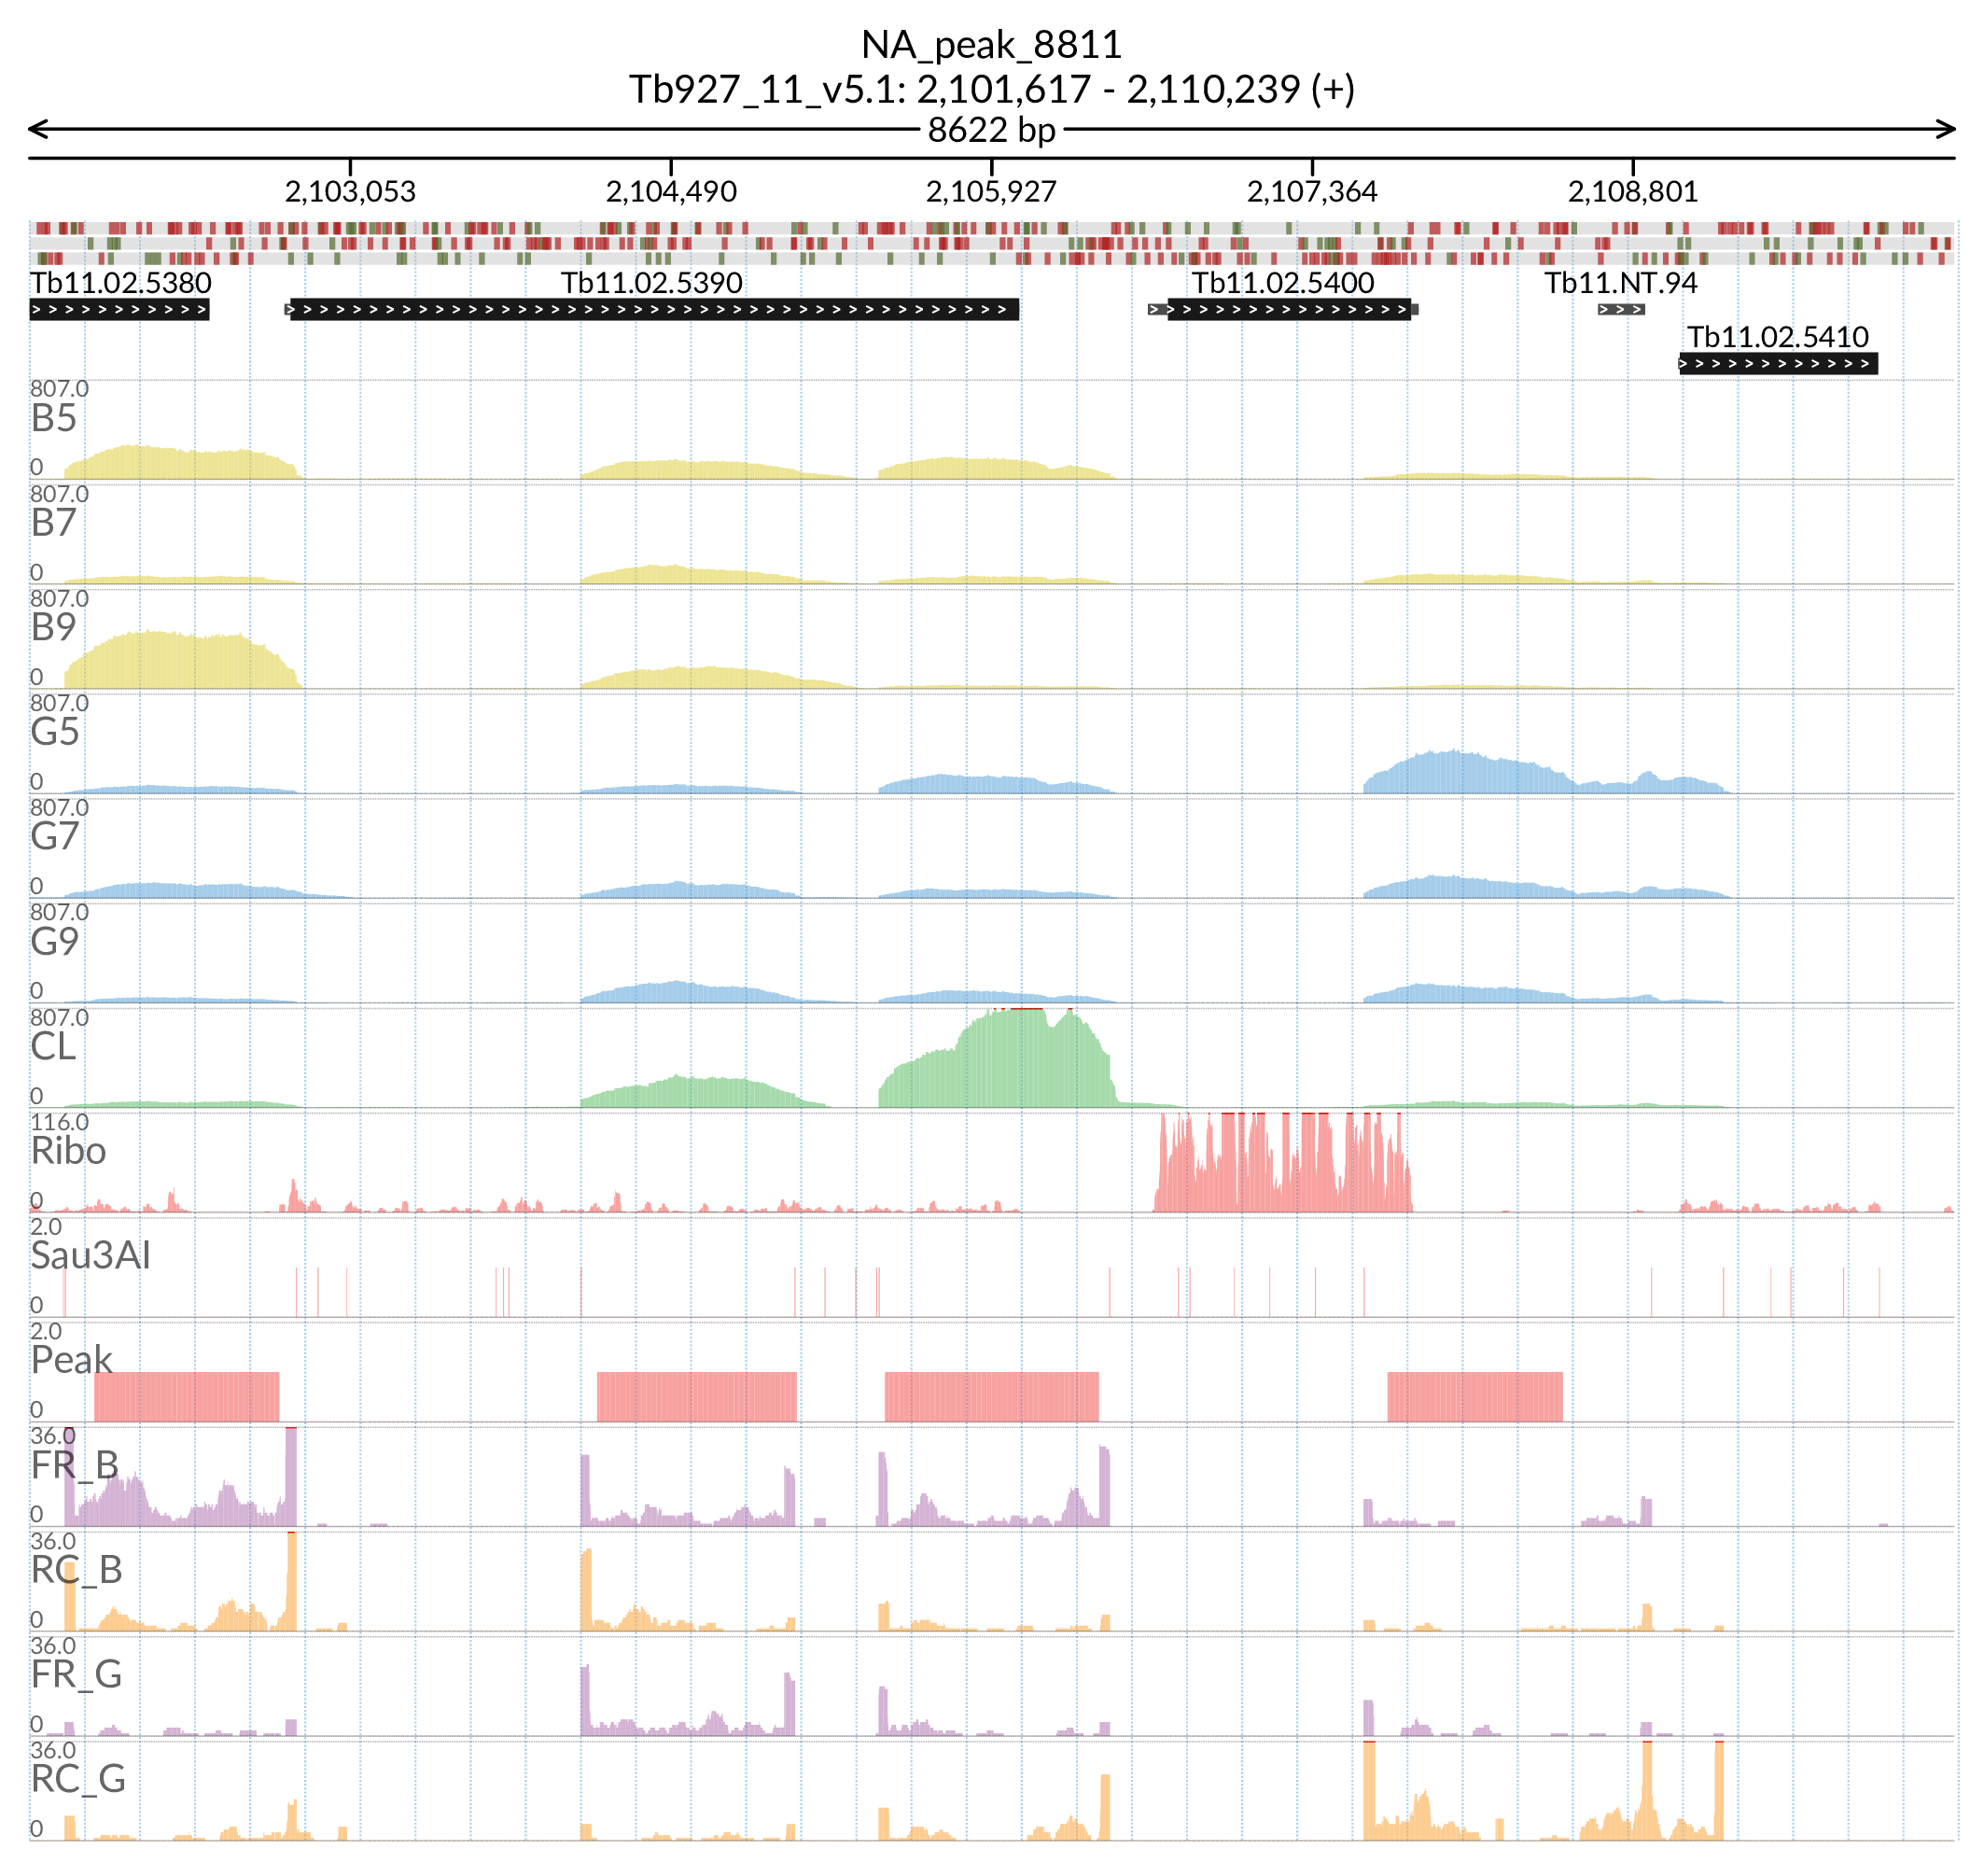 NA_peak_8811
Tb927_11_v5.1: 2,101,617 - 2,110,239 (+)
8622 bp
2,103,053 2,104,490 2,105,927 2,107,364 2,108,801
Tb11.02.5380 Tb11.02.5390 Tb11.02.5400 Tb11.NT.94
Tb11.02.5410
807.0
B5
0
807.0
B7
0
807.0
B9
0
807.0
G5
0
807.0
G7
0
807.0
G9
0
807.0
CL
0
116.0
Ribo
0
2.0
Sau3AI
0
2.0
Peak
0
36.0
FR_B
0
36.0
RC_B
0
36.0
FR_G
0
36.0
RC_G
0